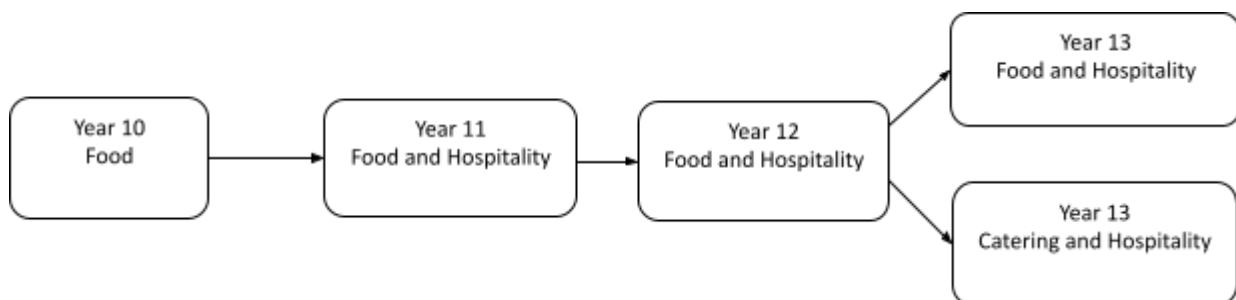 Year 10
Food
Year 11
Food and Hospitality
Year 12
Food and Hospitality
Year 13
Food and Hospitality
Year 13
Catering and Hospitality